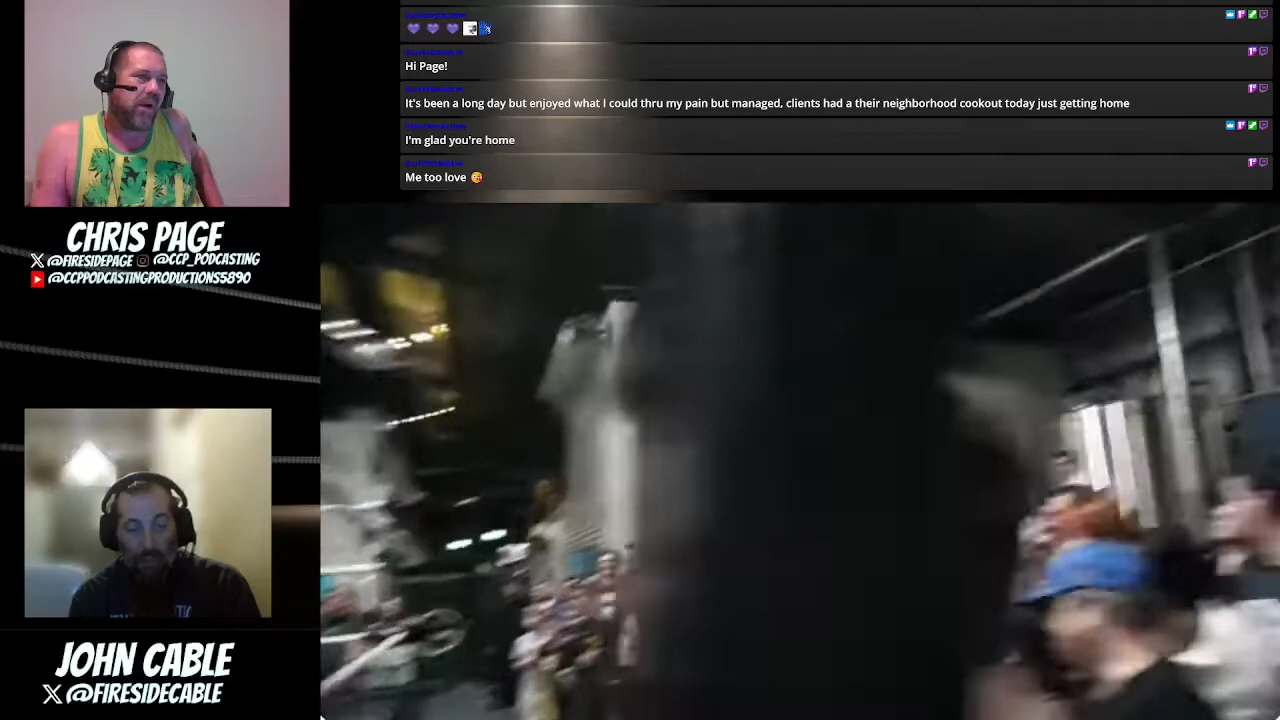 Hi Page!
It's been a long day but enjoyed what I could thru my pain but managed, clients had a their neighborhood cookout today just getting home
I'm glad you're home
Me too love
CHRIS PAGE
@FIRESIDEPAGE @CCP_PODCASTING
@CCPPODCASTINGPRODUCTIONS5890
JOHN CABLE
@FIRESIDECABLE